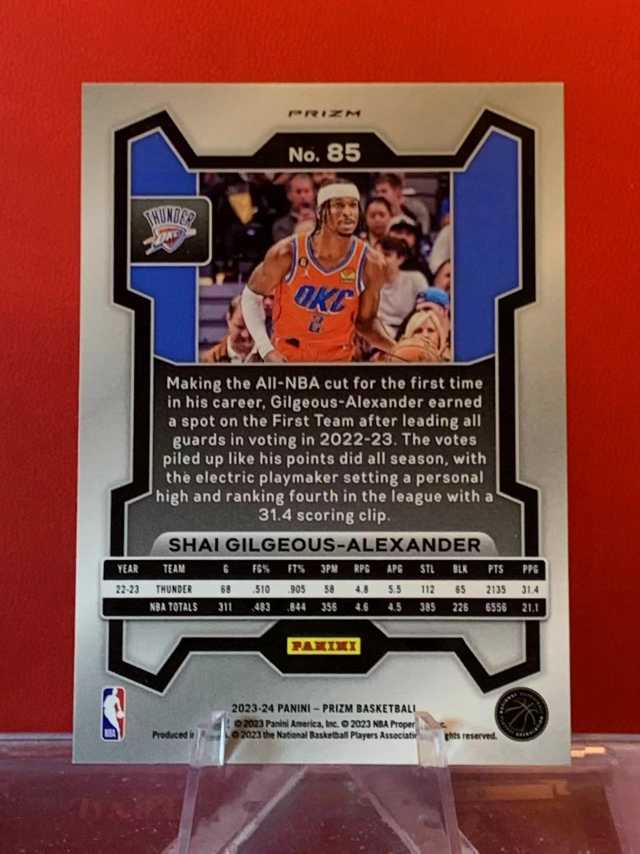 PRIZM
No. 85
THUNDER
OKC
OKC
2
Making the All-NBA cut for the first time
in his career, Gilgeous-Alexander earned
a spot on the First Team after leading all
guards in voting in 2022-23. The votes
piled up like his points did all season, with
the electric playmaker setting a personal
high and ranking fourth in the league with a
31.4 scoring clip.
SHAI GILGEOUS-ALEXANDER
YEAR TEAM G FG% FT% 3PM RPG APG STL BLK PTS PPG
22-23 THUNDER 68 .510 .905 58 4.8 5.5 112 65 2135 31.4
NBA TOTALS 311 .483 .844 356 4.6 4.5 385 226 6556 21.1
PANINI
2023-24 PANINI – PRIZM BASKETBALL
© 2023 Panini America, Inc. © 2023 NBA Inc.
Produced in © 2023 the National Basketball Players rights reserved.
NBA